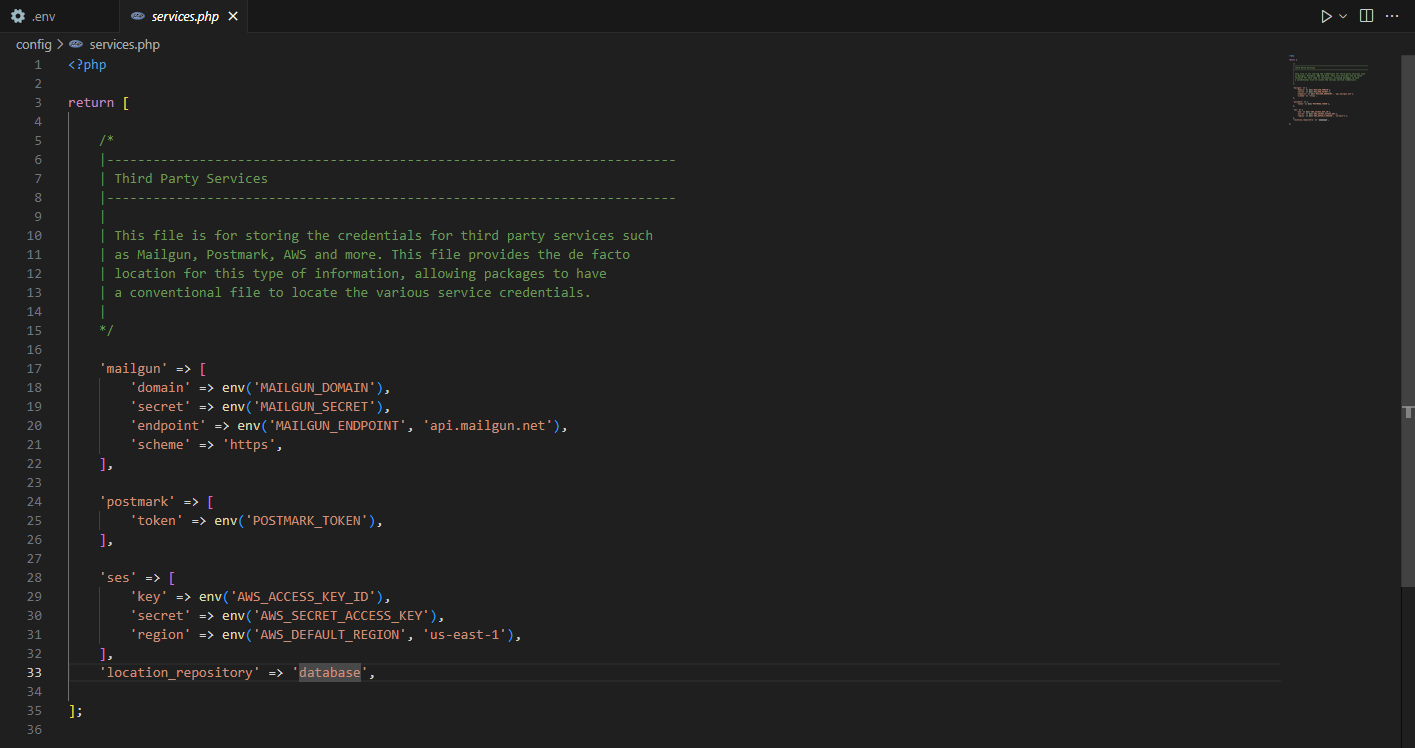 .env
services.php
config > services.php
1 <?php
2
3 return [
4
5 /*
6 |--------------------------------------------------------------------------
7 | Third Party Services
8 |--------------------------------------------------------------------------
9 |
10 | This file is for storing the credentials for third party services such
11 | as Mailgun, Postmark, AWS and more. This file provides the de facto
12 | location for this type of information, allowing packages to have
13 | a conventional file to locate the various service credentials.
14 |
15 */
16
17 'mailgun' => [
18 'domain' => env('MAILGUN_DOMAIN'),
19 'secret' => env('MAILGUN_SECRET'),
20 'endpoint' => env('MAILGUN_ENDPOINT', 'api.mailgun.net'),
21 'scheme' => 'https',
22 ],
23
24 'postmark' => [
25 'token' => env('POSTMARK_TOKEN'),
26 ],
27
28 'ses' => [
29 'key' => env('AWS_ACCESS_KEY_ID'),
30 'secret' => env('AWS_SECRET_ACCESS_KEY'),
31 'region' => env('AWS_DEFAULT_REGION', 'us-east-1'),
32 ],
33 'location_repository' => 'database',
34
35 ];
36